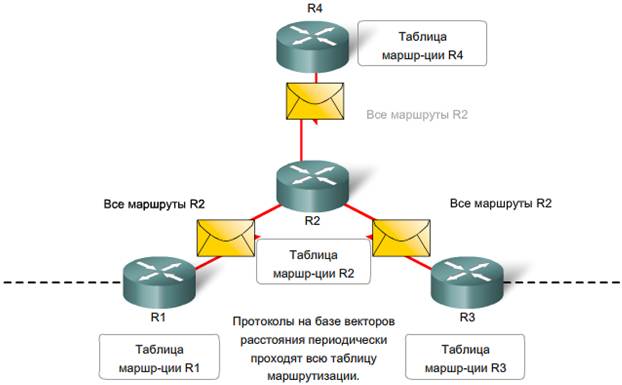 R4
Таблица
маршр-ции R4
Все маршруты R2
Все маршруты R2
R2
Все маршруты R2
Таблица
маршр-ции R2
R1
R3
Таблица
маршр-ции R1
Протоколы на базе векторов
расстояния периодически
проходят всю таблицу
маршрутизации.
Таблица
маршр-ции R3